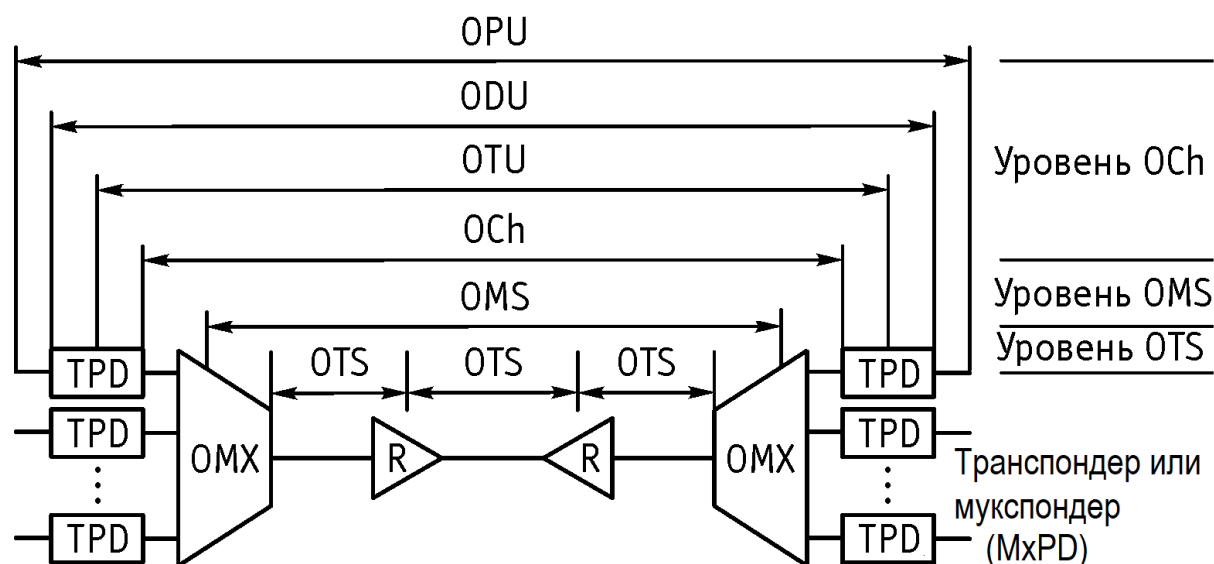 OPU
ODU
OTU
Уровень OCh
OCh
OMS
Уровень OMS
Уровень OTS
OTS OTS OTS
TPD TPD
TPD TPD
OMX R R OMX
Транспондер или
мукспондер
TPD TPD
(MxPD)